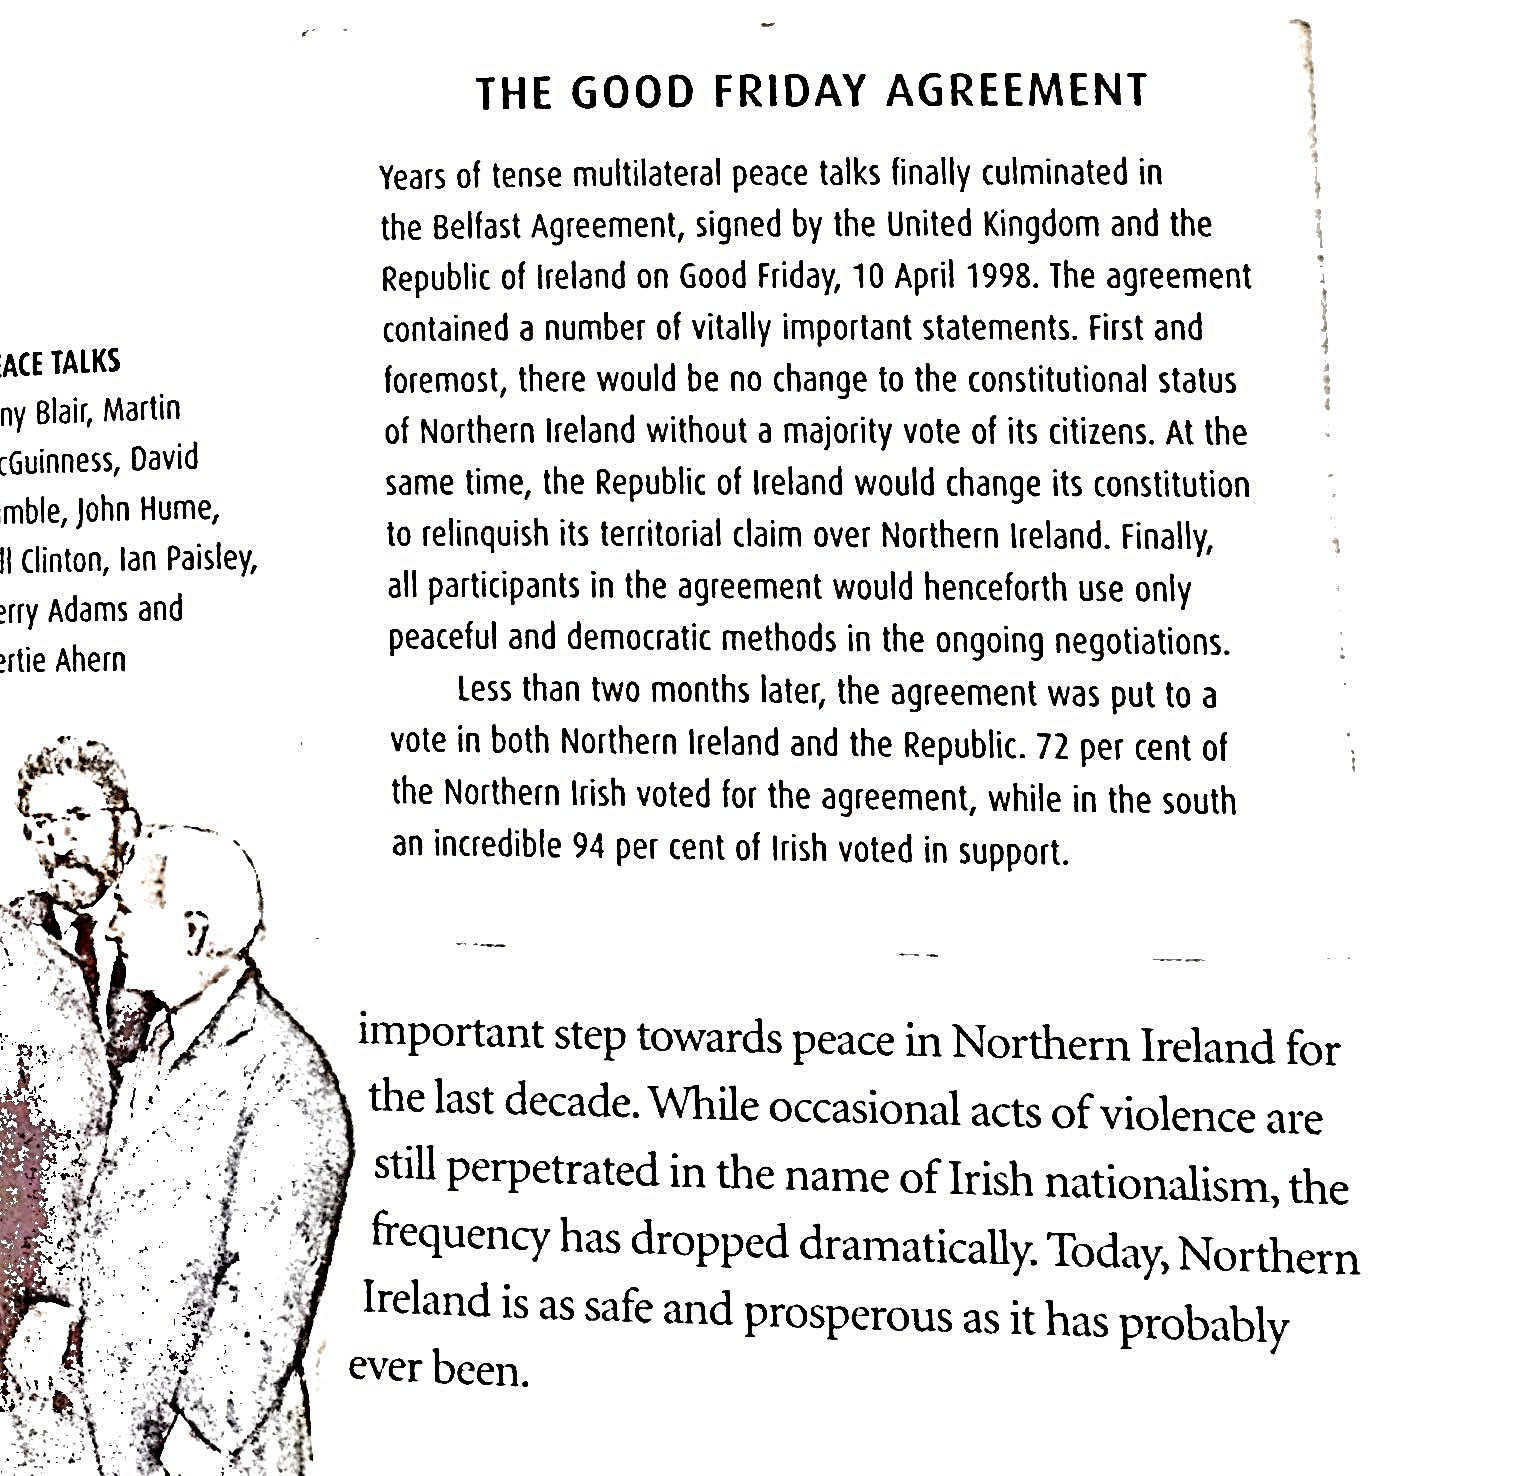 THE GOOD FRIDAY AGREEMENT
Years of tense multilateral peace talks finally culminated in
the Belfast Agreement, signed by the United Kingdom and the
Republic of Ireland on Good Friday, 10 April 1998. The agreement
contained a number of vitally important statements. First and
foremost, there would be no change to the constitutional status
of Northern Ireland without a majority vote of its citizens. At the
same time, the Republic of Ireland would change its constitution
to relinquish its territorial claim over Northern Ireland. Finally,
all participants in the agreement would henceforth use only
peaceful and democratic methods in the ongoing negotiations.
Less than two months later, the agreement was put to a
vote in both Northern Ireland and the Republic. 72 per cent of
the Northern Irish voted for the agreement, while in the south
an incredible 94 per cent of Irish voted in support.
EACE TALKS
ny Blair, Martin
cGuinness, David
imble, John Hume,
ll Clinton, Ian Paisley,
erry Adams and
ertie Ahern
important step towards peace in Northern Ireland for
the last decade. While occasional acts of violence are
still perpetrated in the name of Irish nationalism, the
frequency has dropped dramatically. Today, Northern
Ireland is as safe and prosperous as it has probably
ever been.